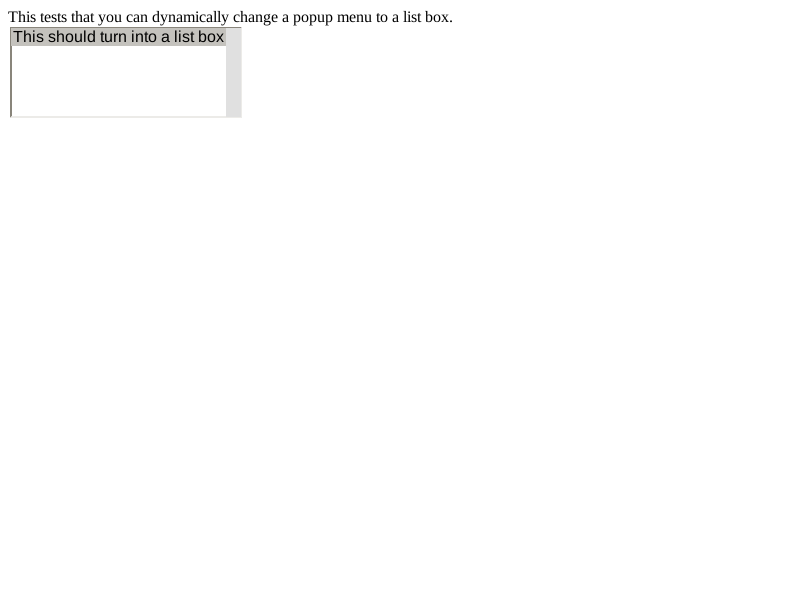 This tests that you can dynamically change a popup menu to a list box.
This should turn into a list box